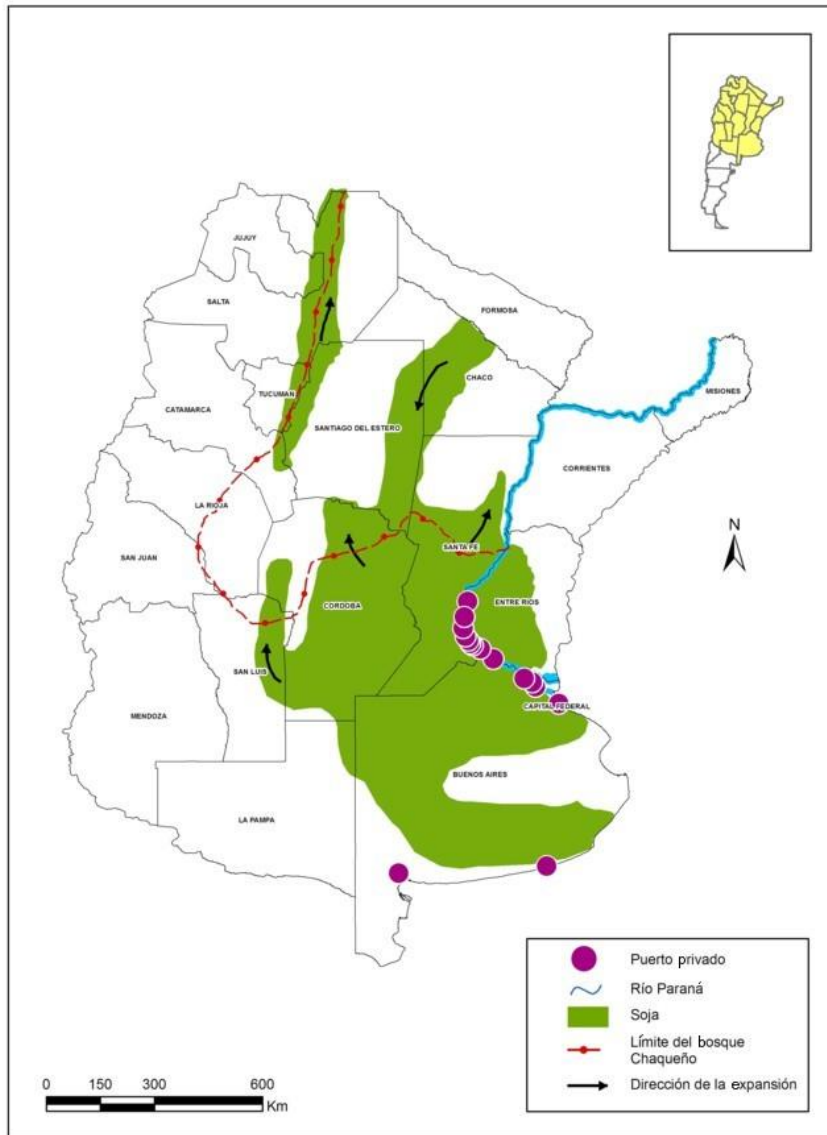 JUJUY
SALTA
FORMOSA
CHACO
TUCUMAN
MISIONES
CATAMARCA
SANTIAGO DEL ESTERO
CORRIENTES
LA RIOJA
SANTA FE
SAN JUAN
N
ENTRE RIOS
CORDOBA
SAN LUIS
CAPITAL FEDERAL
MENDOZA
BUENOS AIRES
LA PAMPA
Puerto privado
Río Paraná
Soja
Límite del bosque
Chaqueño
Dirección de la expansión
0 150 300 600
Km